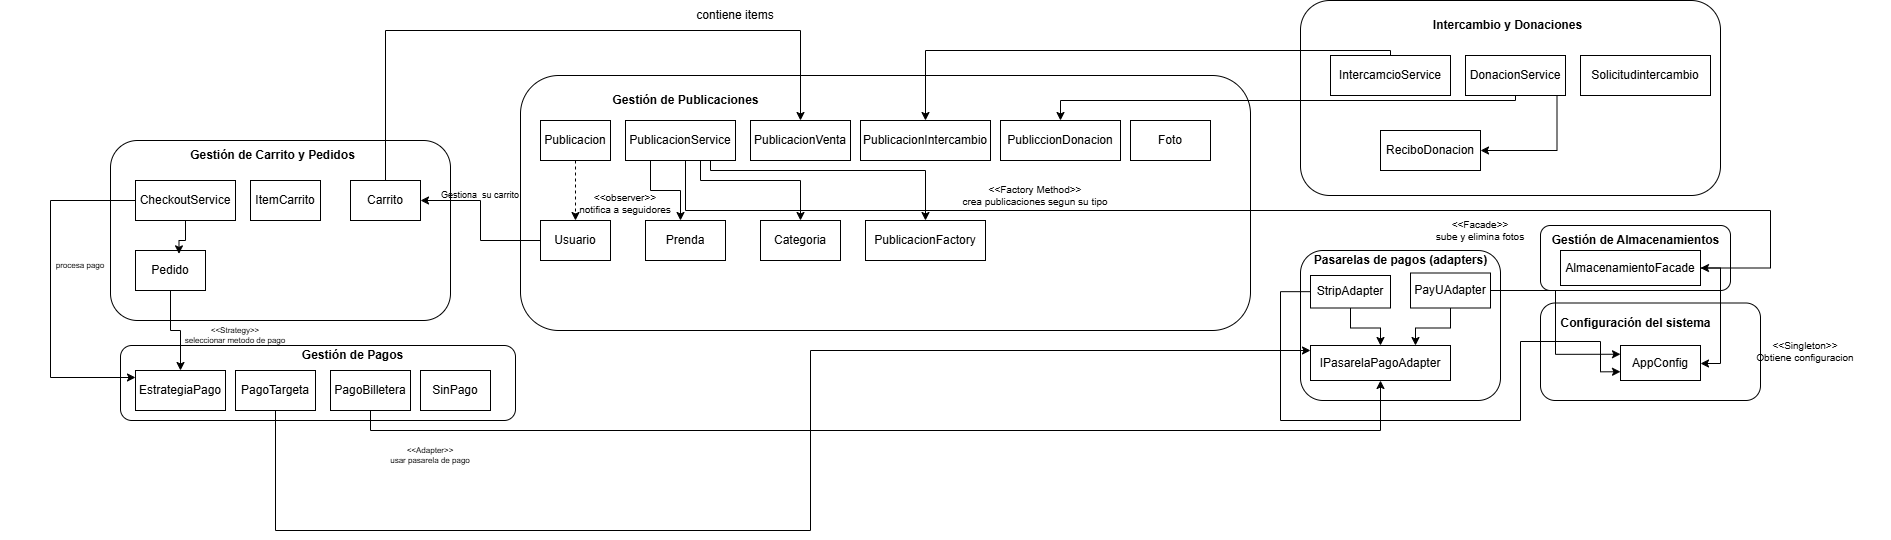 contiene items
Intercambio y Donaciones
IntercamcioService
DonacionService
Solicitudintercambio
ReciboDonacion
Gestión de Publicaciones
Publicacion
PublicacionService
PublicacionVenta
PublicacionIntercambio
PubliccionDonacion
Foto
<<observer>>
notifica a seguidores
<<Factory Method>>
crea publicaciones segun su tipo
Usuario
Prenda
Categoria
PublicacionFactory
Gestión de Carrito y Pedidos
CheckoutService
ItemCarrito
Carrito
Gestiona su carrito
Pedido
procesa pago
<<Strategy>>
seleccionar metodo de pago
Gestión de Pagos
EstrategiaPago
PagoTargeta
PagoBilletera
SinPago
<<Adapter>>
usar pasarela de pago
<<Facade>>
sube y elimina fotos
Pasarelas de pagos (adapters)
StripAdapter
PayUAdapter
IPasarelaPagoAdapter
Gestión de Almacenamientos
AlmacenamientoFacade
Configuración del sistema
AppConfig
<<Singleton>>
Obtiene configuracion